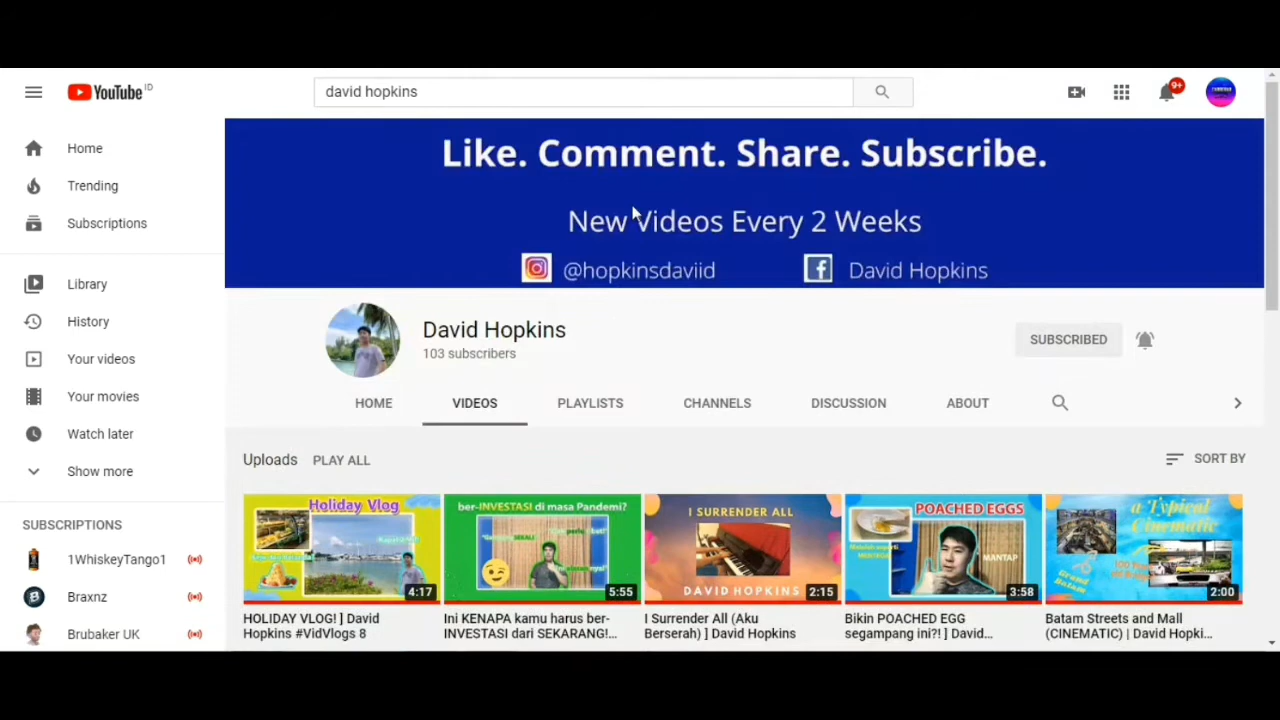 YouTube ID
david hopkins
9+
Home
Trending
Subscriptions
Library
History
Your videos
Your movies
Watch later
Show more
SUBSCRIPTIONS
1WhiskeyTango1
Braxnz
Brubaker UK
Like. Comment. Share. Subscribe.
New Videos Every 2 Weeks
@hopkinsdaviid David Hopkins
David Hopkins
103 subscribers
SUBSCRIBED
HOME VIDEOS PLAYLISTS CHANNELS DISCUSSION ABOUT
Uploads PLAY ALL SORT BY
Holiday Vlog
4:17
HOLIDAY VLOG! ] David
Hopkins #VidVlogs 8
ber-INVESTASI di masa Pandemi?
5:55
Ini KENAPA kamu harus ber-
INVESTASI dari SEKARANG!...
I SURRENDER ALL
DAVID HOPKINS
2:15
I Surrender All (Aku
Berserah) ] David Hopkins
POACHED EGGS
MANTAP
3:58
Bikin POACHED EGG
segampang ini?! ] David...
a Typical
Cinematic
2:00
Batam Streets and Mall
(CINEMATIC) | David Hopki...